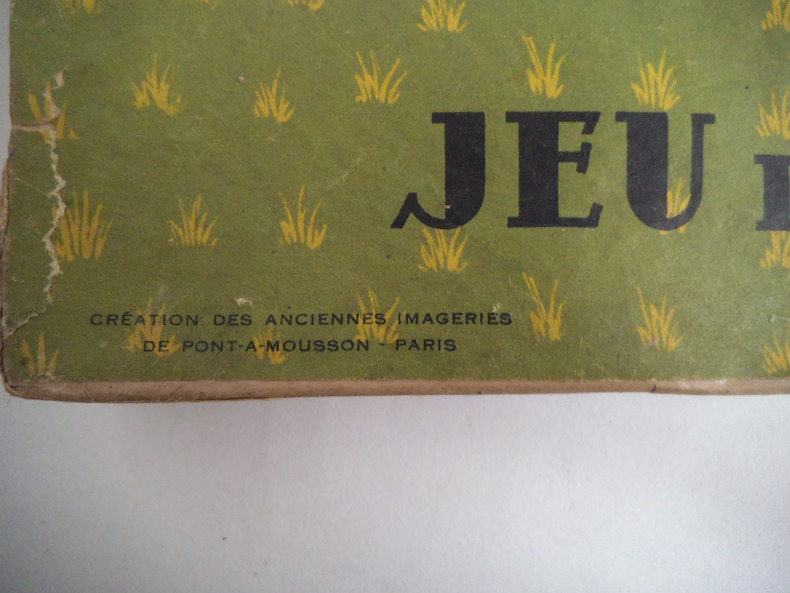 JEU
CRÉATION DES ANCIENNES IMAGERIES
DE PONT-A-MOUSSON - PARIS